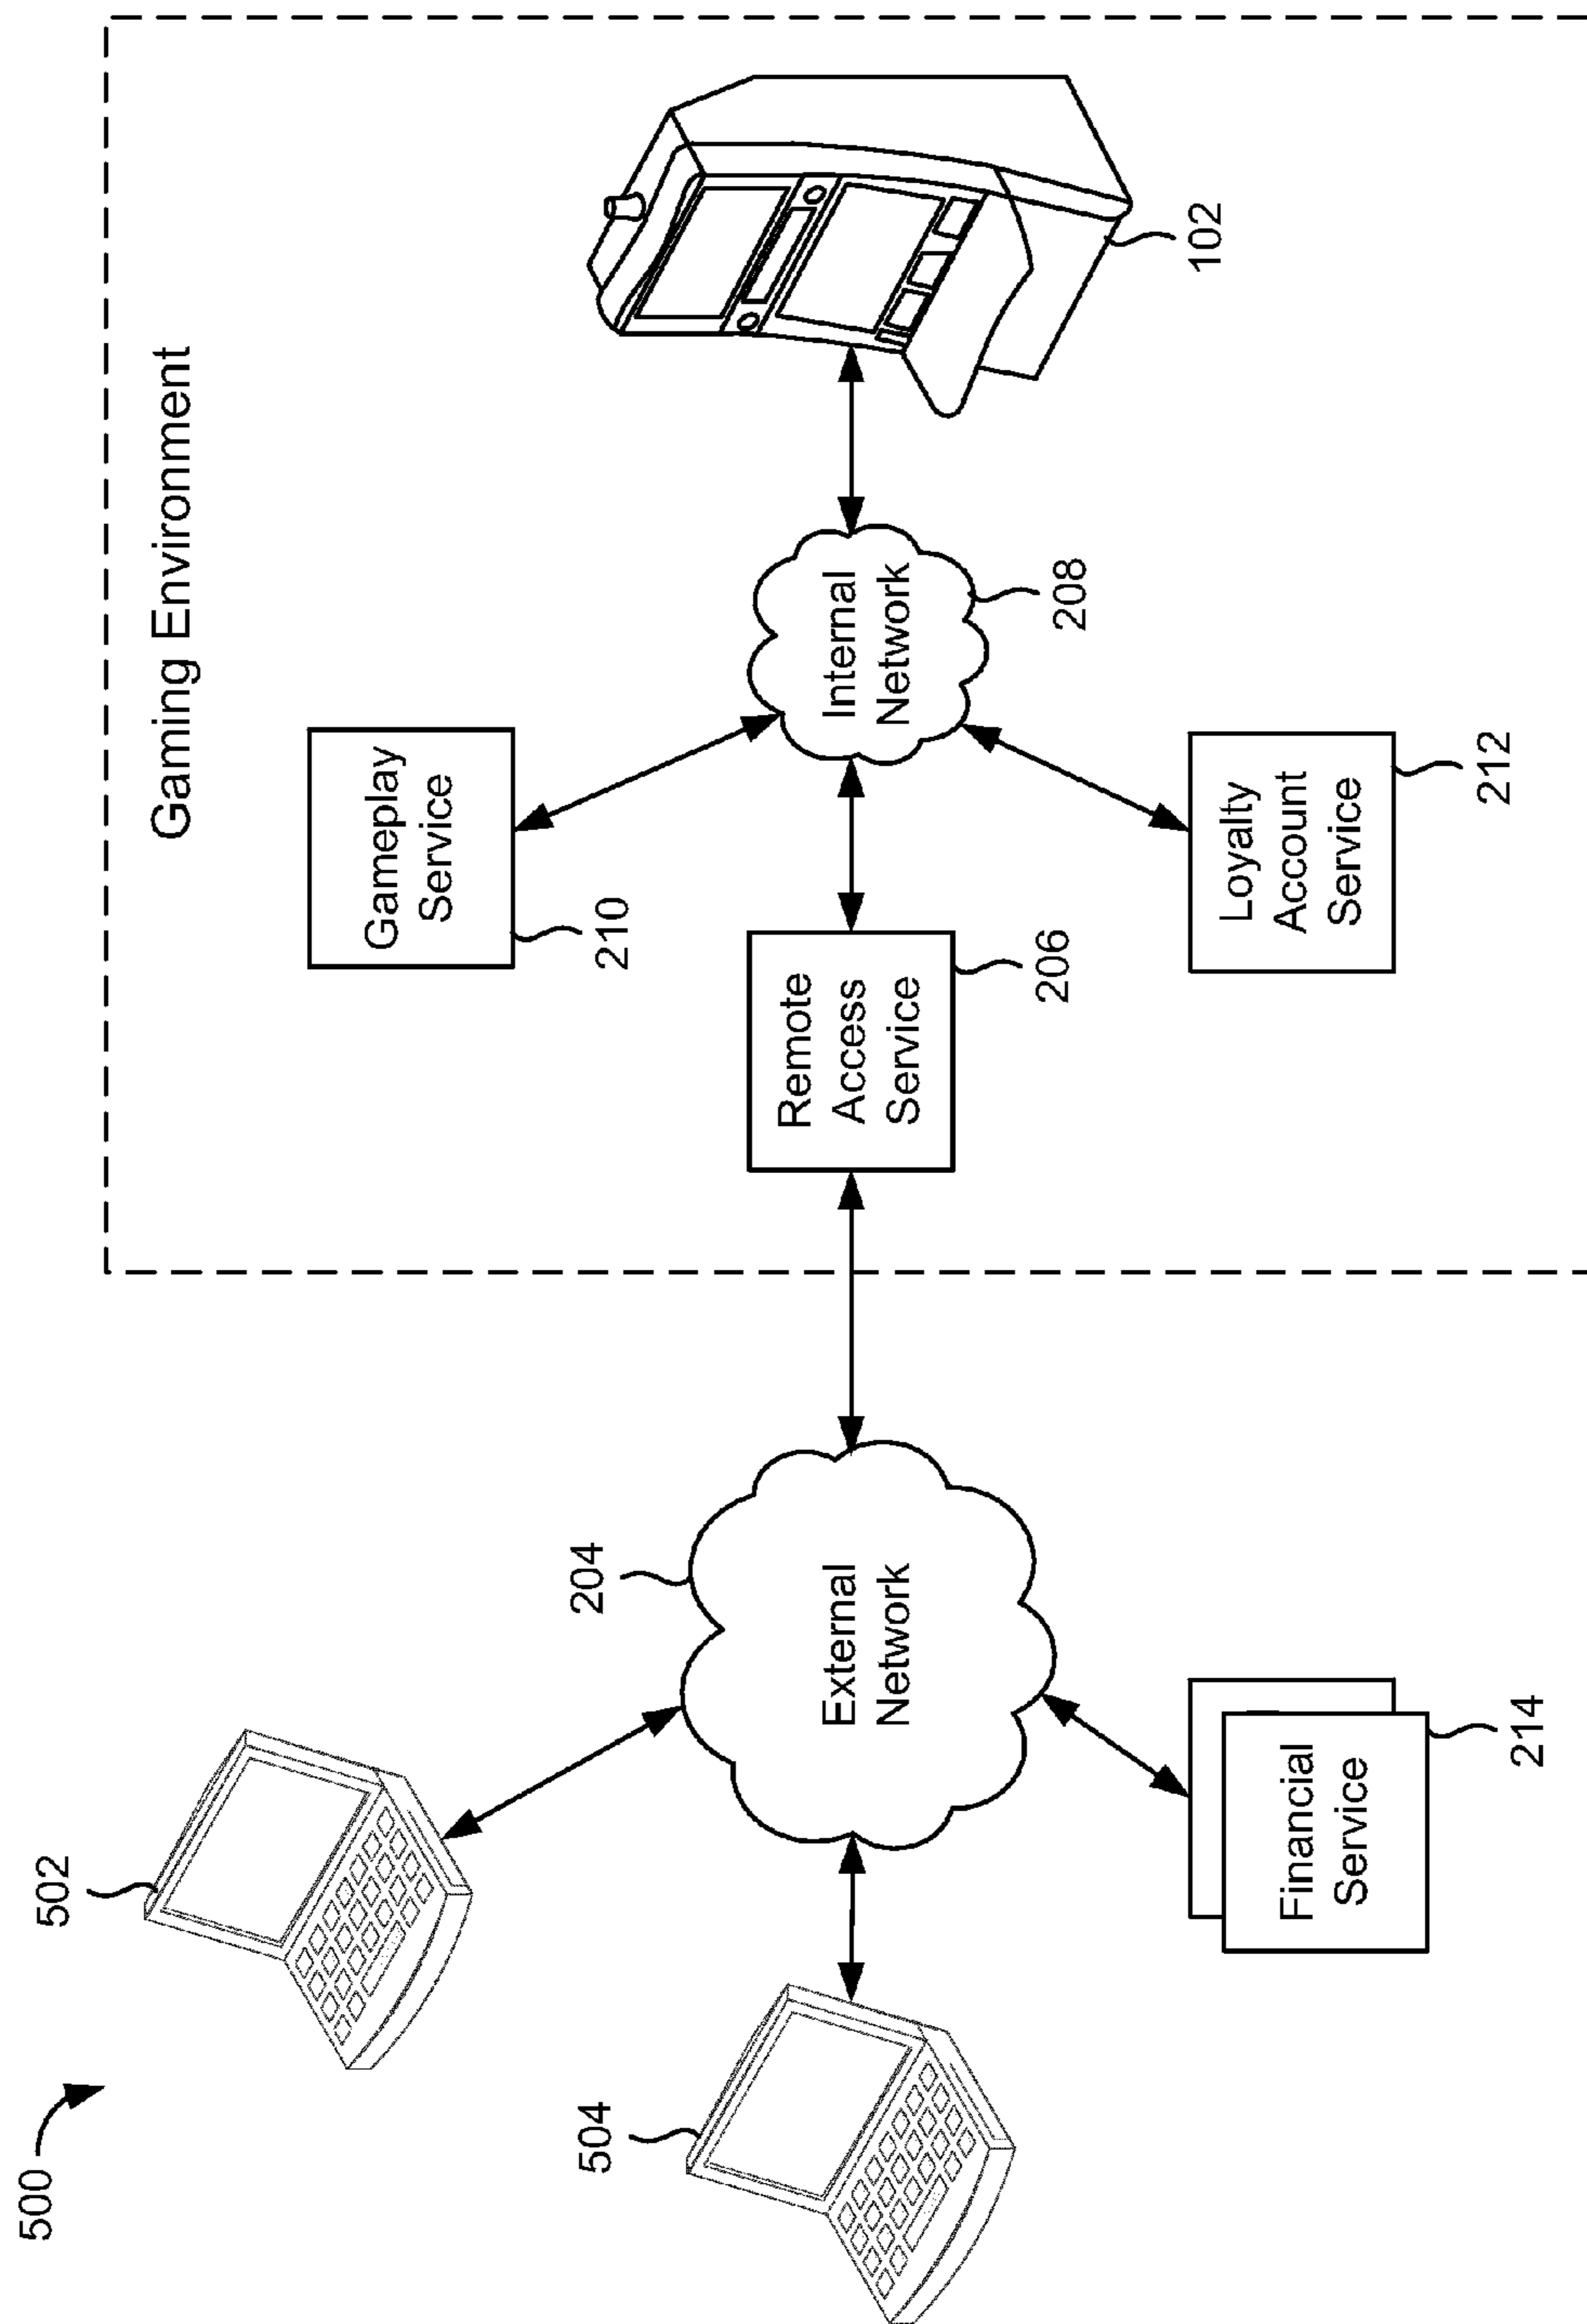 500
502
504
204
External
Network
Financial
Service
214
Gaming Environment
Gameplay
Service
210
Remote
Access
Service
206
Internal
Network
208
Loyalty
Account
Service
212
102